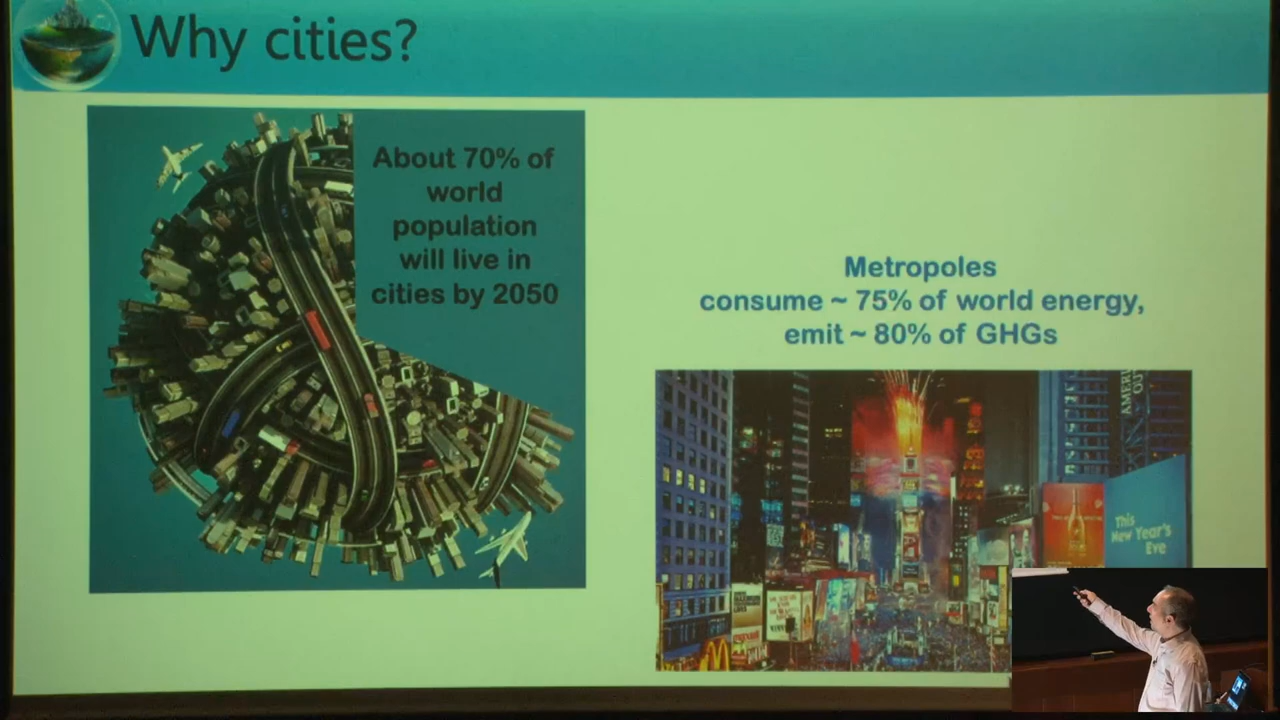 Why cities?
About 70% of
world
population
will live in
cities by 2050
Metropoles
consume ~ 75% of world energy,
emit ~ 80% of GHGs
This
New Year's
Eve